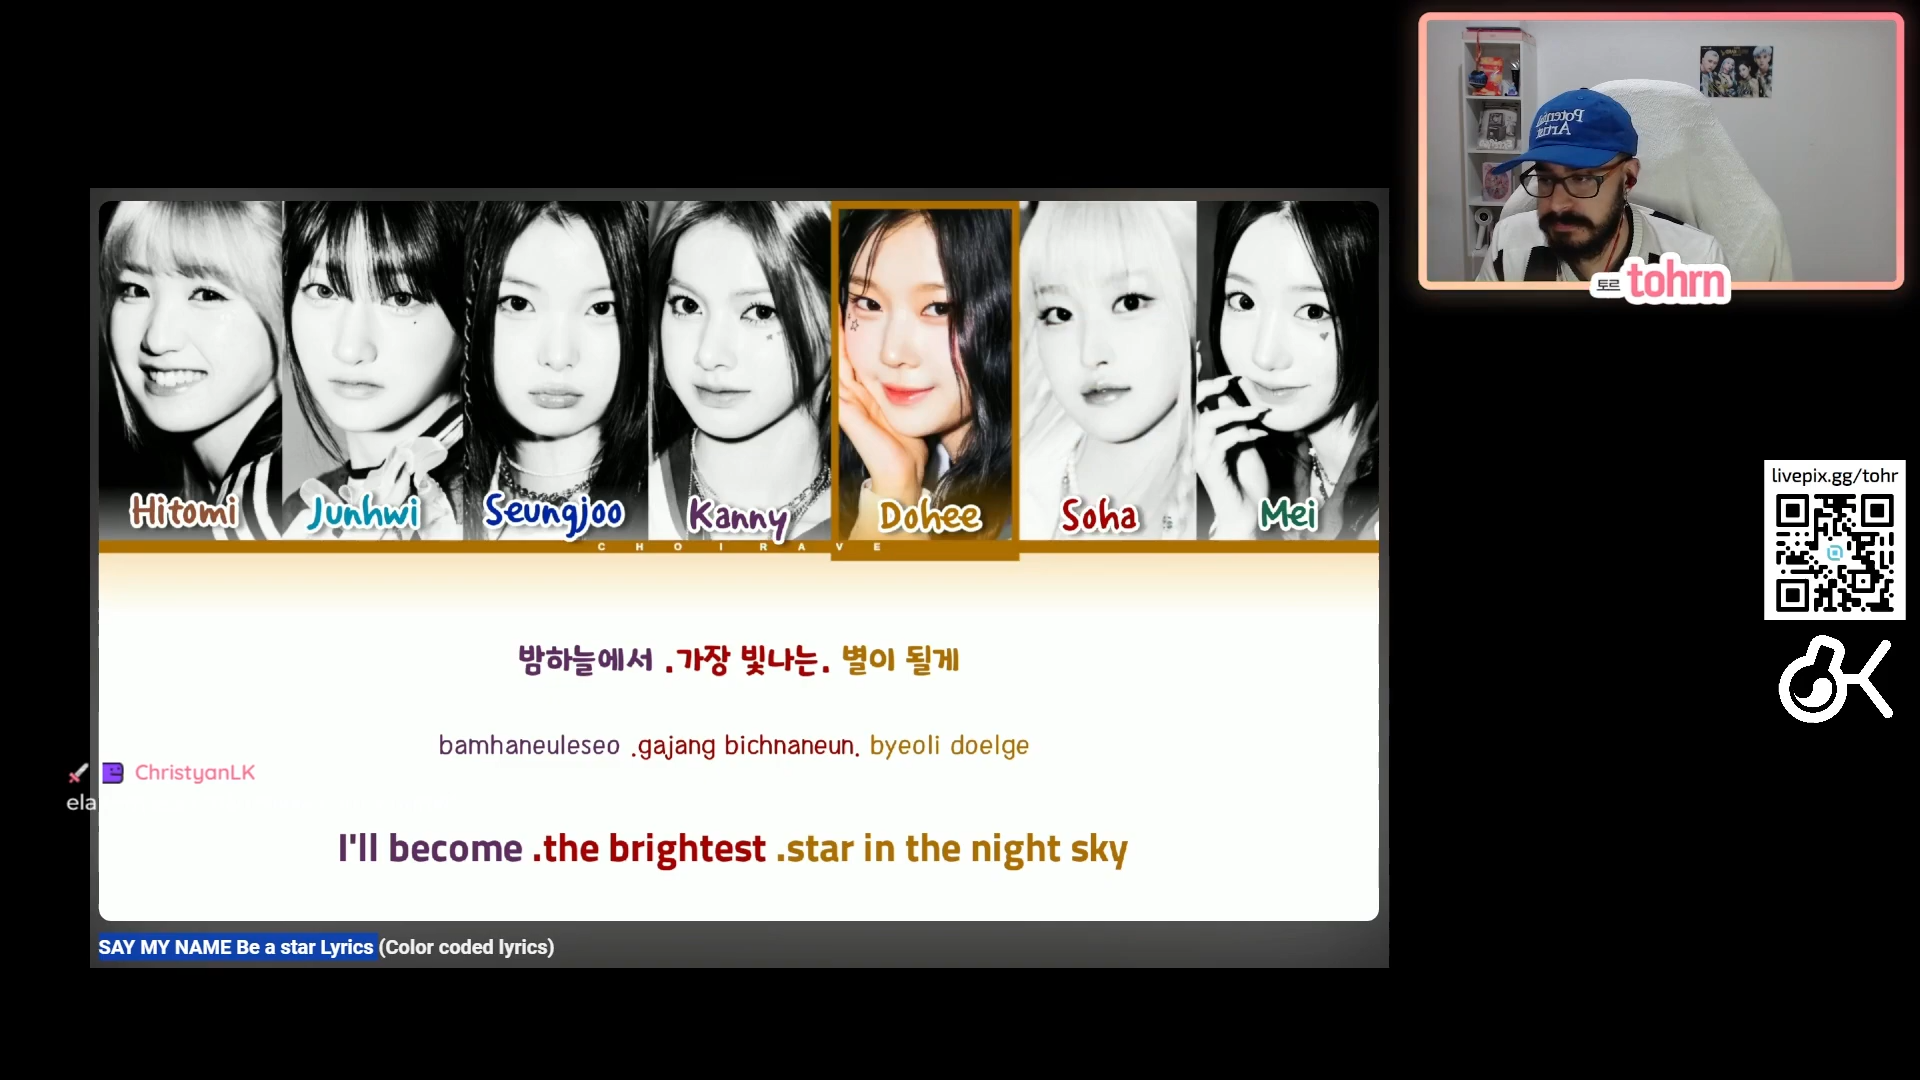 Potential
Artist
토르 tohrn
livepix.gg/tohr
Hitomi
Junhwi
Seungjoo
Kanny
Dohee
Soha
Mei
CHOIRAVE
밤하늘에서 .가장 빛나는. 별이 될게
bamhaneuleseo .gajang bichnaneun. byeoli doelge
ChristyanLK
ela
I'll become .the brightest .star in the night sky
SAY MY NAME Be a star Lyrics (Color coded lyrics)